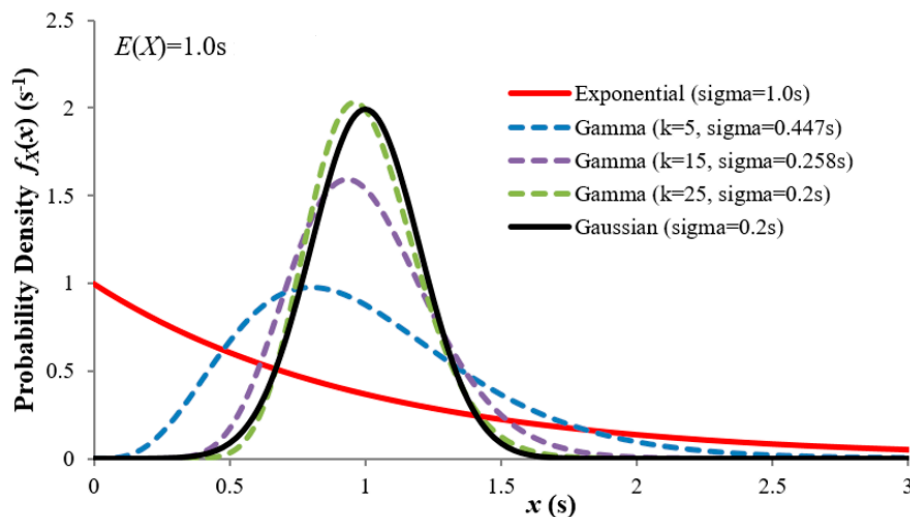 2.5
E(X)=1.0s
2
1.5
1
0.5
0
Probability Density fX(x) (s-1)
Exponential (sigma=1.0s)
Gamma (k=5, sigma=0.447s)
Gamma (k=15, sigma=0.258s)
Gamma (k=25, sigma=0.2s)
Gaussian (sigma=0.2s)
0 0.5 1 1.5 2 2.5 3
x (s)